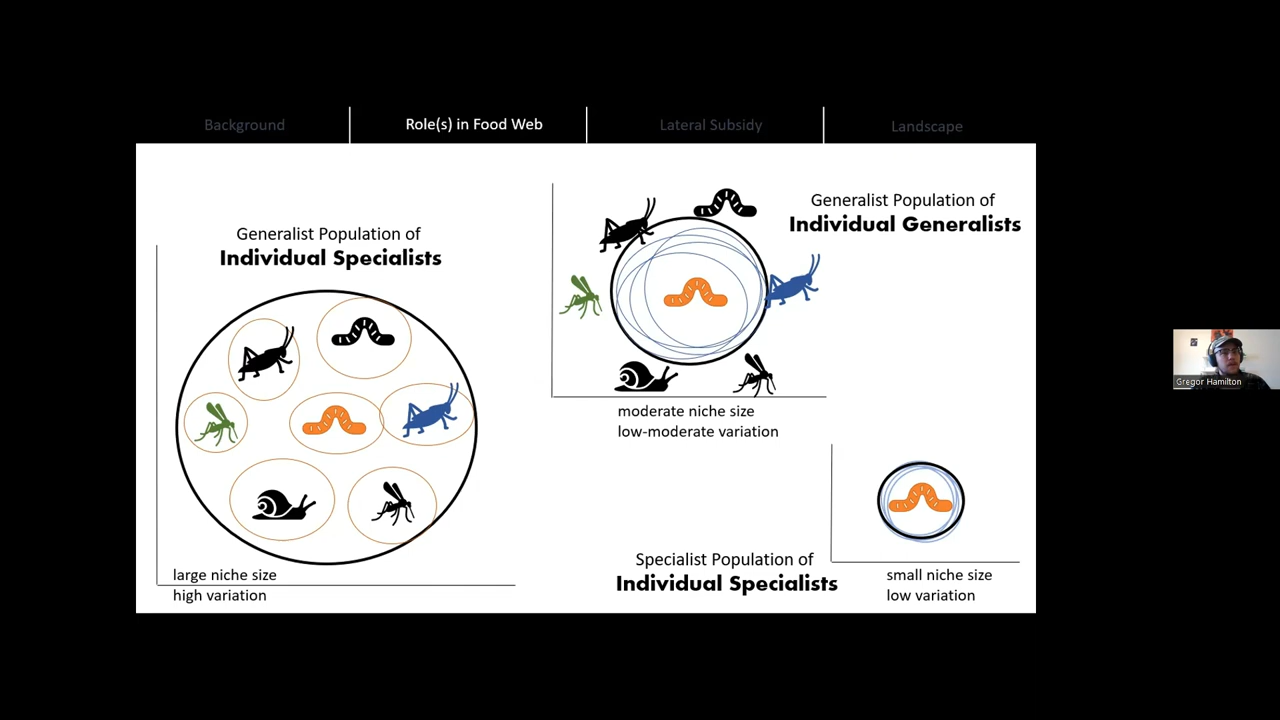 Background
Role(s) in Food Web
Lateral Subsidy
Landscape
Generalist Population of
Individual Specialists
large niche size
high variation
Generalist Population of
Individual Generalists
moderate niche size
low-moderate variation
Specialist Population of
Individual Specialists
small niche size
low variation
Gregor Hamilton